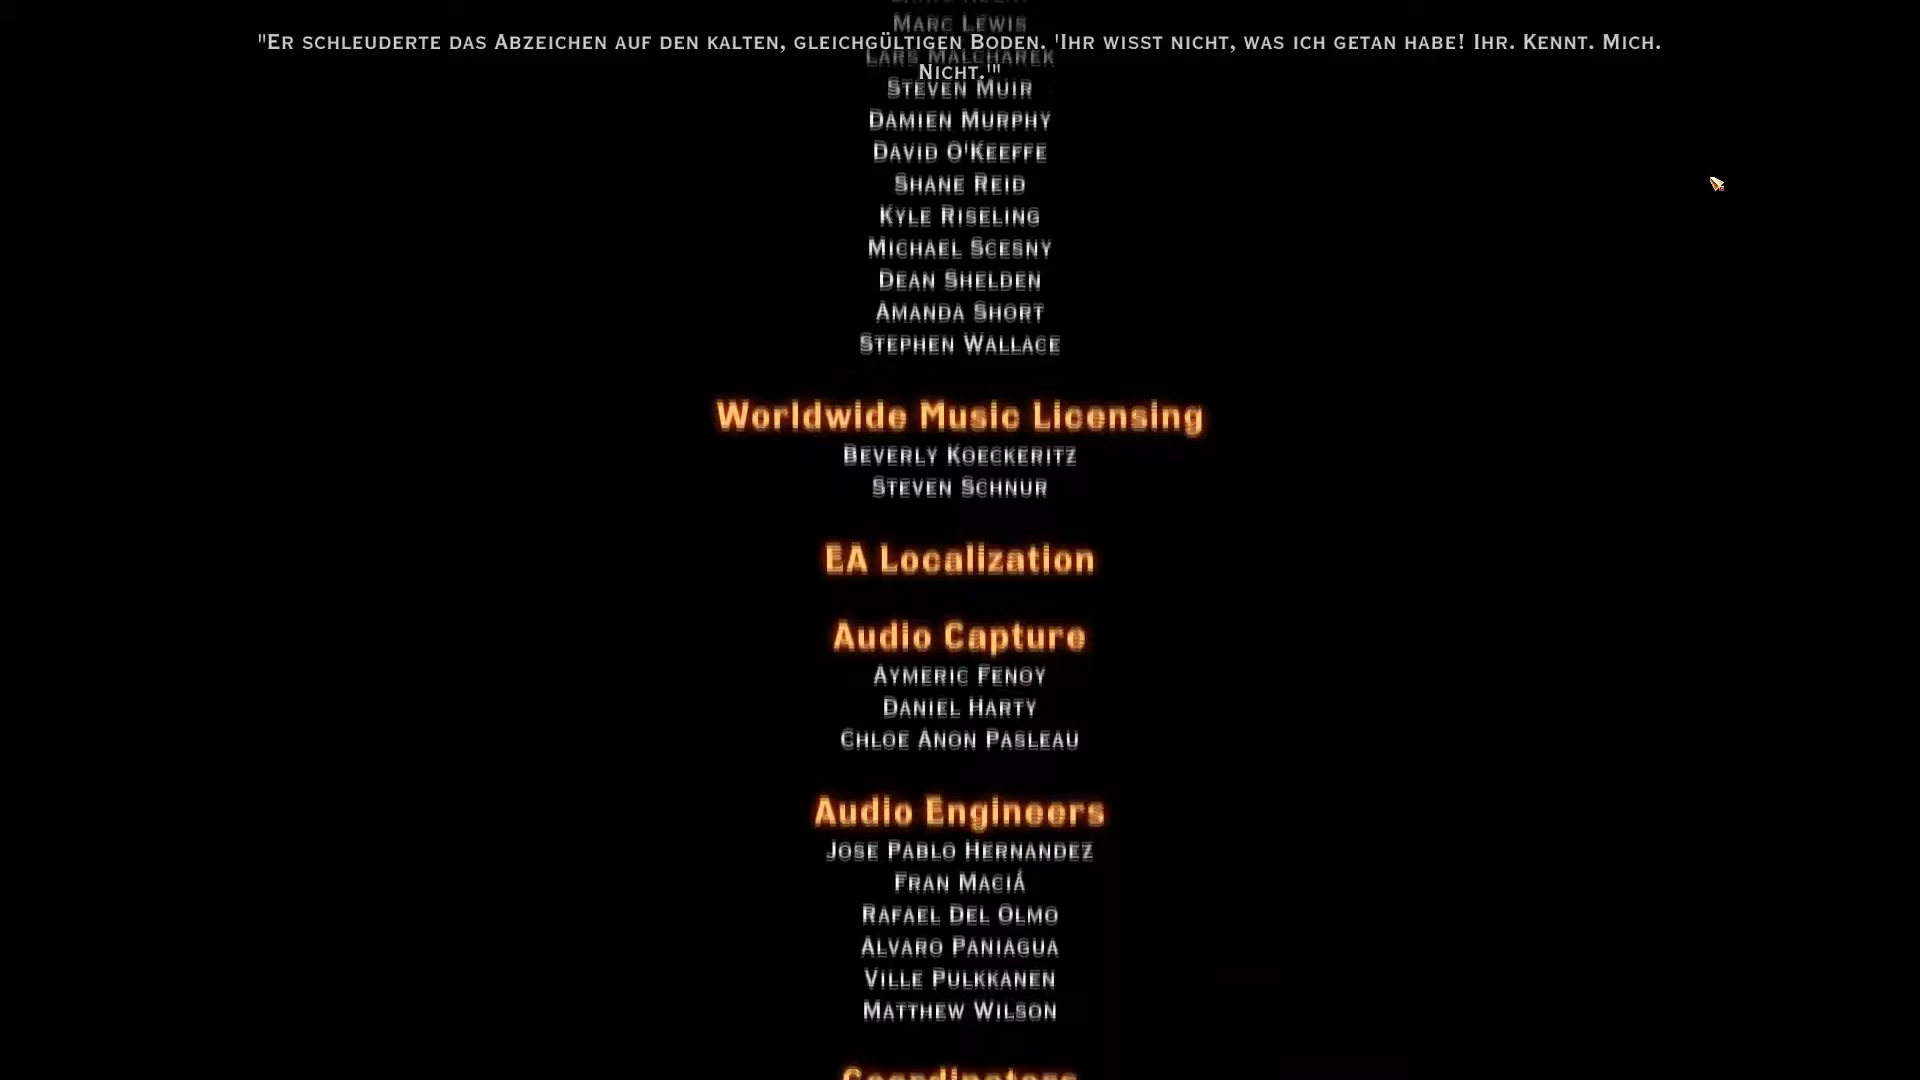 Marc Lewis
"Er schleuderte das Abzeichen auf den kalten, gleichgültigen Boden. 'Ihr wisst nicht, was ich getan habe! Ihr. Kennt. Mich.
Lars Malcharek
Nicht.'"
Steven Muir
Damien Murphy
David O'Keeffe
Shane Reid
Kyle Riseling
Michael Scesny
Dean Shelden
Amanda Short
Stephen Wallace
Worldwide Music Licensing
Beverly Koeckeritz
Steven Schnur
EA Localization
Audio Capture
Aymeric Fenoy
Daniel Harty
Chloe Anon Pasleau
Audio Engineers
Jose Pablo Hernandez
Fran Maciá
Rafael Del Olmo
Alvaro Paniagua
Ville Pulkkanen
Matthew Wilson
Coordinators